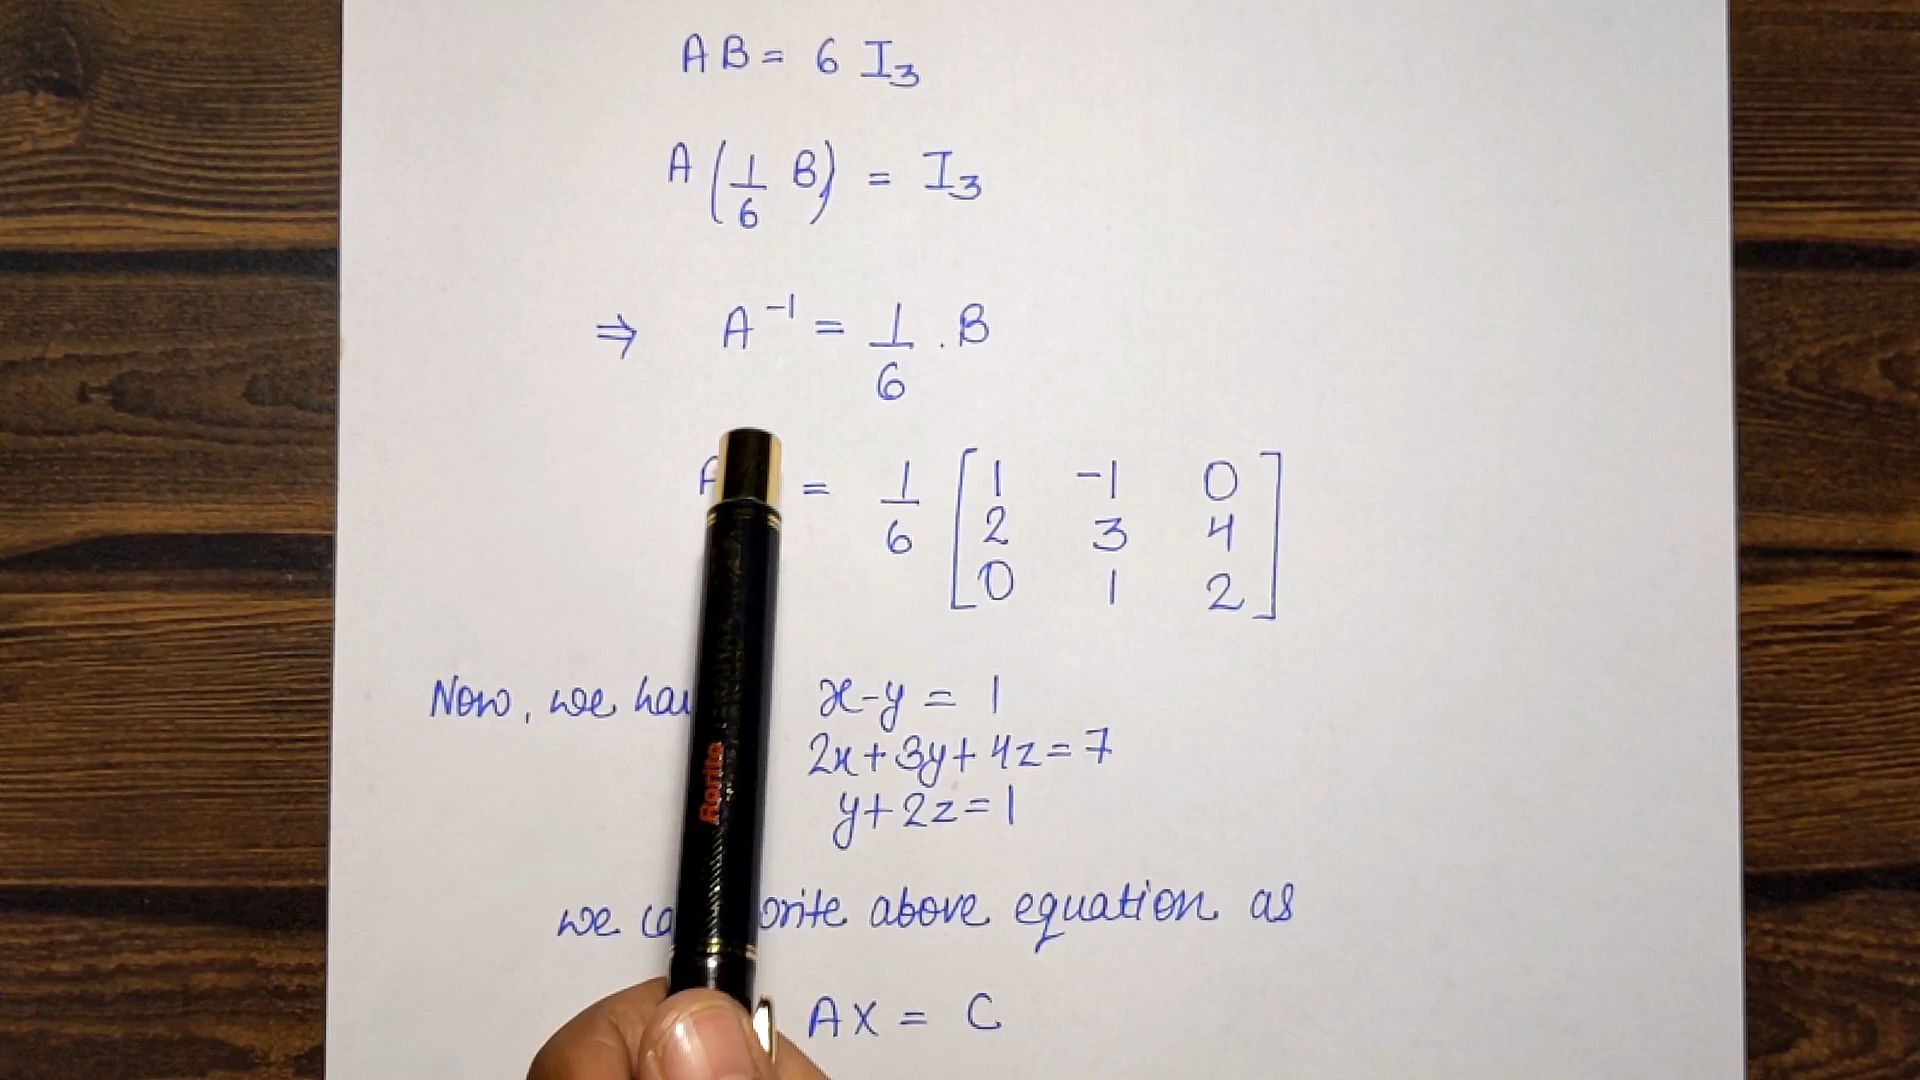 AB = 6 I₃
A (1/6 B) = I₃
⇒ A⁻¹ = 1/6 . B
= 1/6 [1 -1 0
2 3 4
0 1 2]
Now, we x-y = 1
2x+3y+4z=7
y+2z=1
we above equation as
AX = C
Rorito